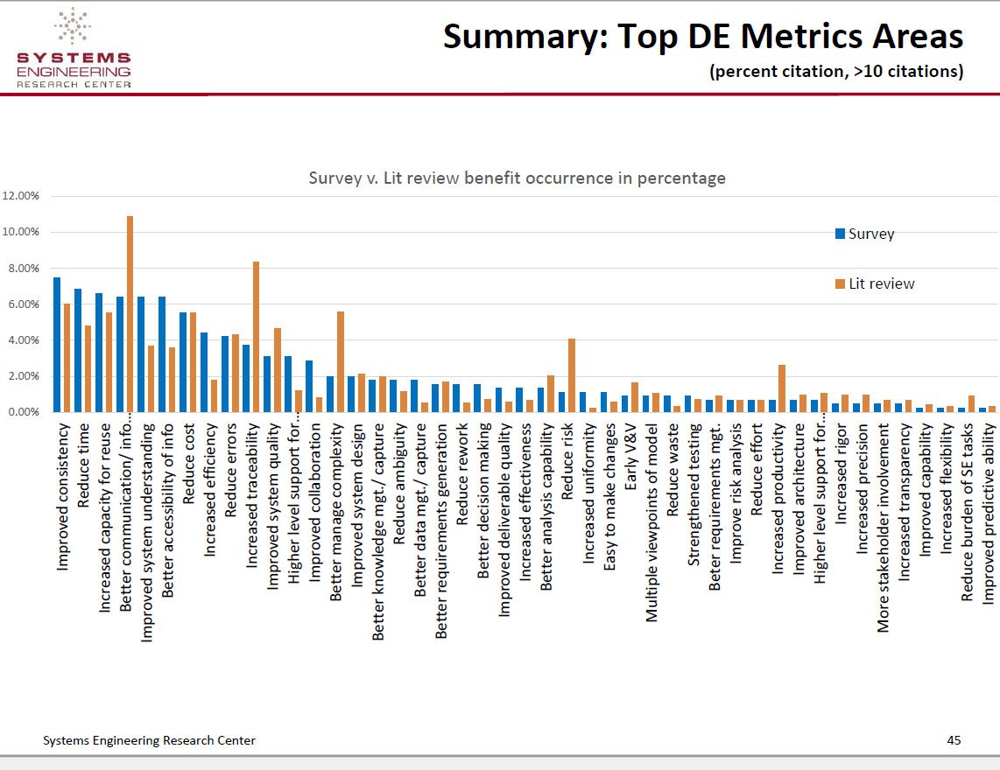 SYSTEMS
ENGINEERING
RESEARCH CENTER
Summary: Top DE Metrics Areas
(percent citation, >10 citations)
Survey v. Lit review benefit occurrence in percentage
12.00%
10.00%
8.00%
6.00%
4.00%
2.00%
0.00%
Survey
Lit review
Improved consistency
Reduce time
Increased capacity for reuse
Better communication/ info...
Improved system understanding
Better accessibility of info
Reduce cost
Increased efficiency
Reduce errors
Increased traceability
Improved system quality
Higher level support for...
Improved collaboration
Better manage complexity
Improved system design
Better knowledge mgt./ capture
Reduce ambiguity
Better data mgt./ capture
Better requirements generation
Reduce rework
Better decision making
Improved deliverable quality
Increased effectiveness
Better analysis capability
Reduce risk
Increased uniformity
Easy to make changes
Early V&V
Multiple viewpoints of model
Reduce waste
Strengthened testing
Beter requirements mgt.
Improve risk analysis
Reduce effort
Increased productivity
Improved architecture
Higher level support for...
Increased rigor
Increased precision
More stakeholder involvement
Increased transparency
Improved capability
Increased flexibility
Reduce burden of SE tasks
Improved predictive ability
Systems Engineering Research Center
45